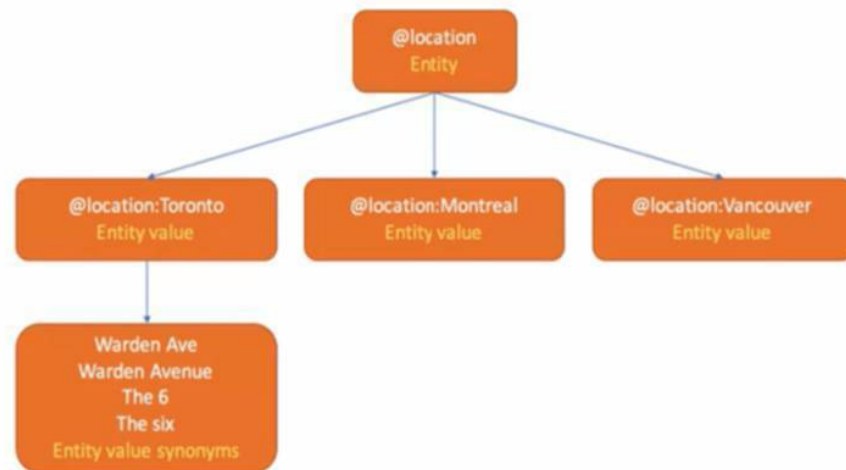 @location
Entity
@location:Toronto
Entity value
@location:Montreal
Entity value
@location:Vancouver
Entity value
Warden Ave
Warden Avenue
The 6
The six
Entity value synonyms